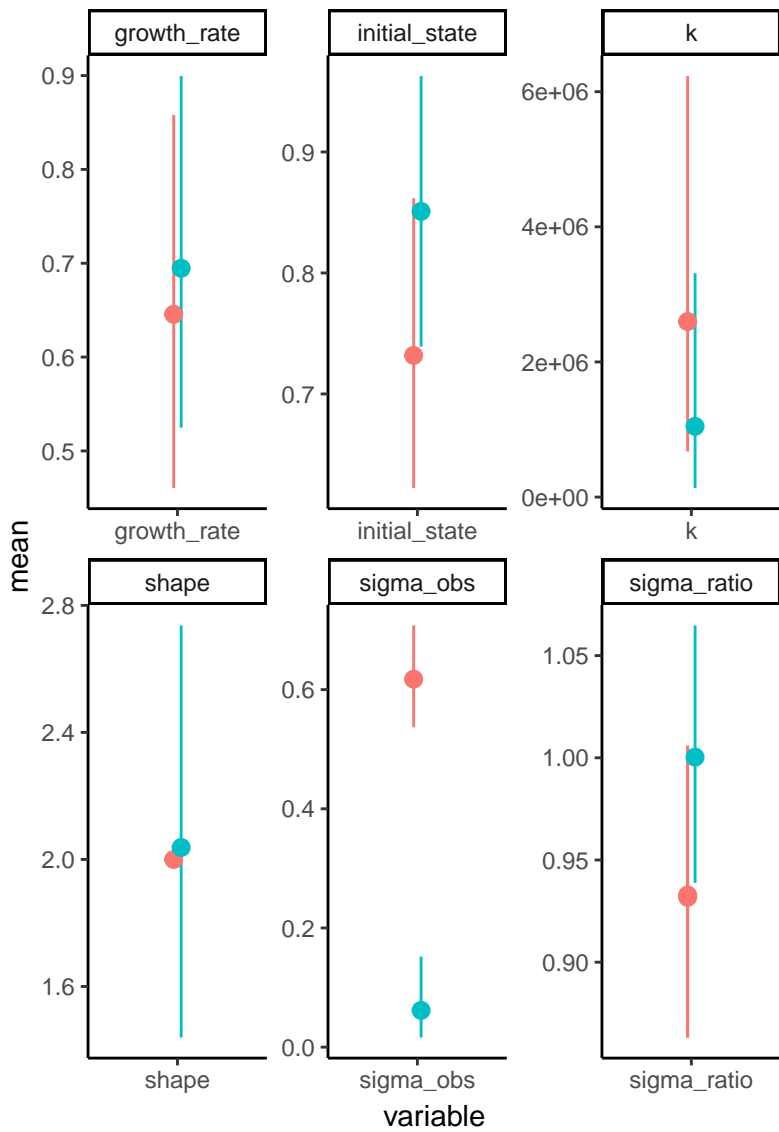 growth_rate
initial_state
k
0.9
0.8
0.7
0.6
0.5
0.9
0.8
0.7
6e+06
4e+06
2e+06
0e+00
growth_rate
initial_state
k
mean
shape
sigma_obs
sigma_ratio
2.8
2.4
2.0
1.6
0.6
0.4
0.2
0.0
1.05
1.00
0.95
0.90
shape
sigma_obs
sigma_ratio
variable